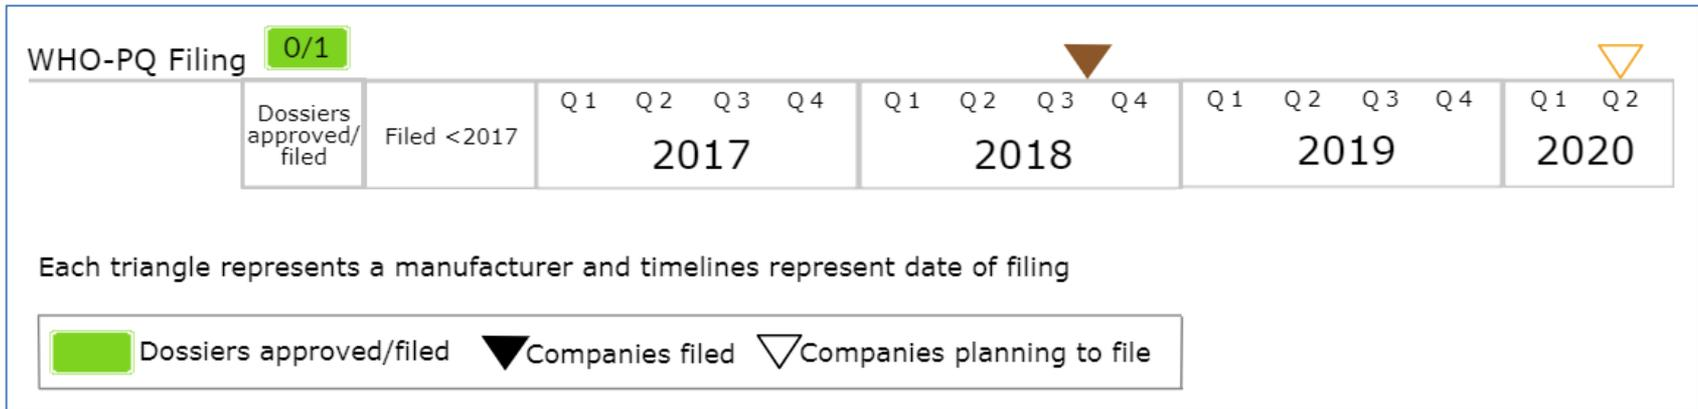 WHO-PQ Filing 0/1
Dossiers approved/ filed
Filed <2017
Q1 Q2 Q3 Q4
2017
Q1 Q2 Q3 Q4
2018
Q1 Q2 Q3 Q4
2019
Q1 Q2
2020
Each triangle represents a manufacturer and timelines represent date of filing
Dossiers approved/filed Companies filed Companies planning to file